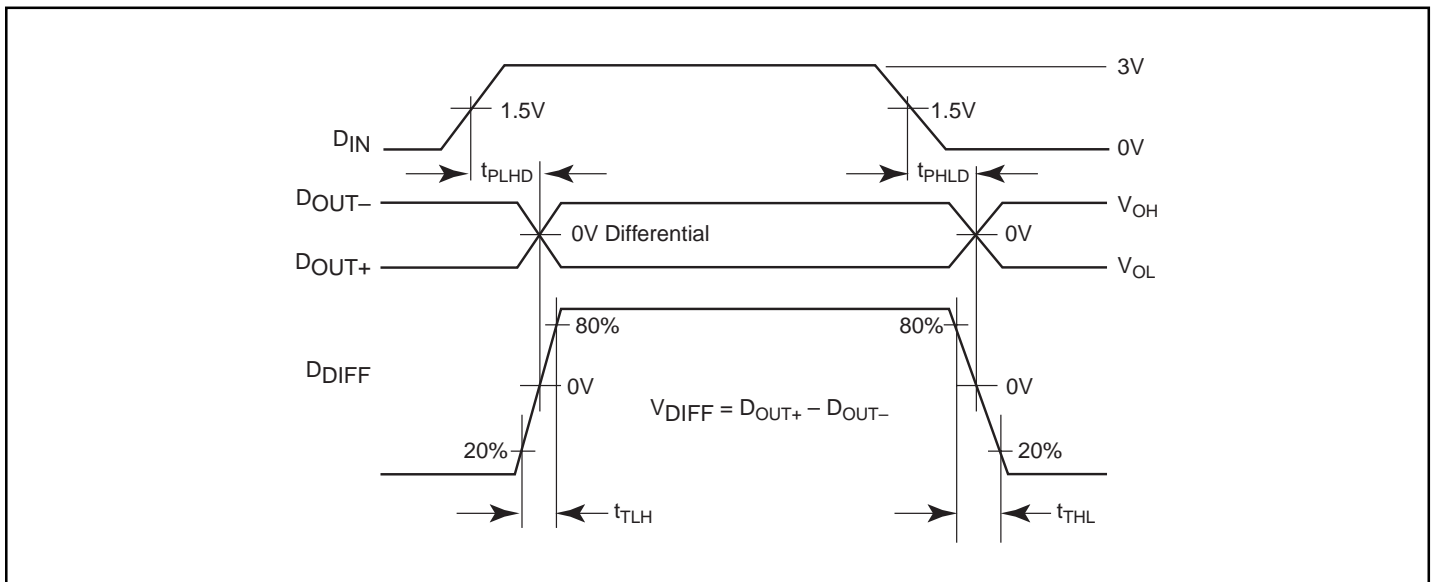 3V
1.5V
1.5V
DIN
0V
tPLHD
tPHLD
DOUT–
VOH
0V Differential
0V
DOUT+
VOL
80%
80%
DDIFF
0V
0V
VDIFF = DOUT+ – DOUT–
20%
20%
tTLH
tTHL